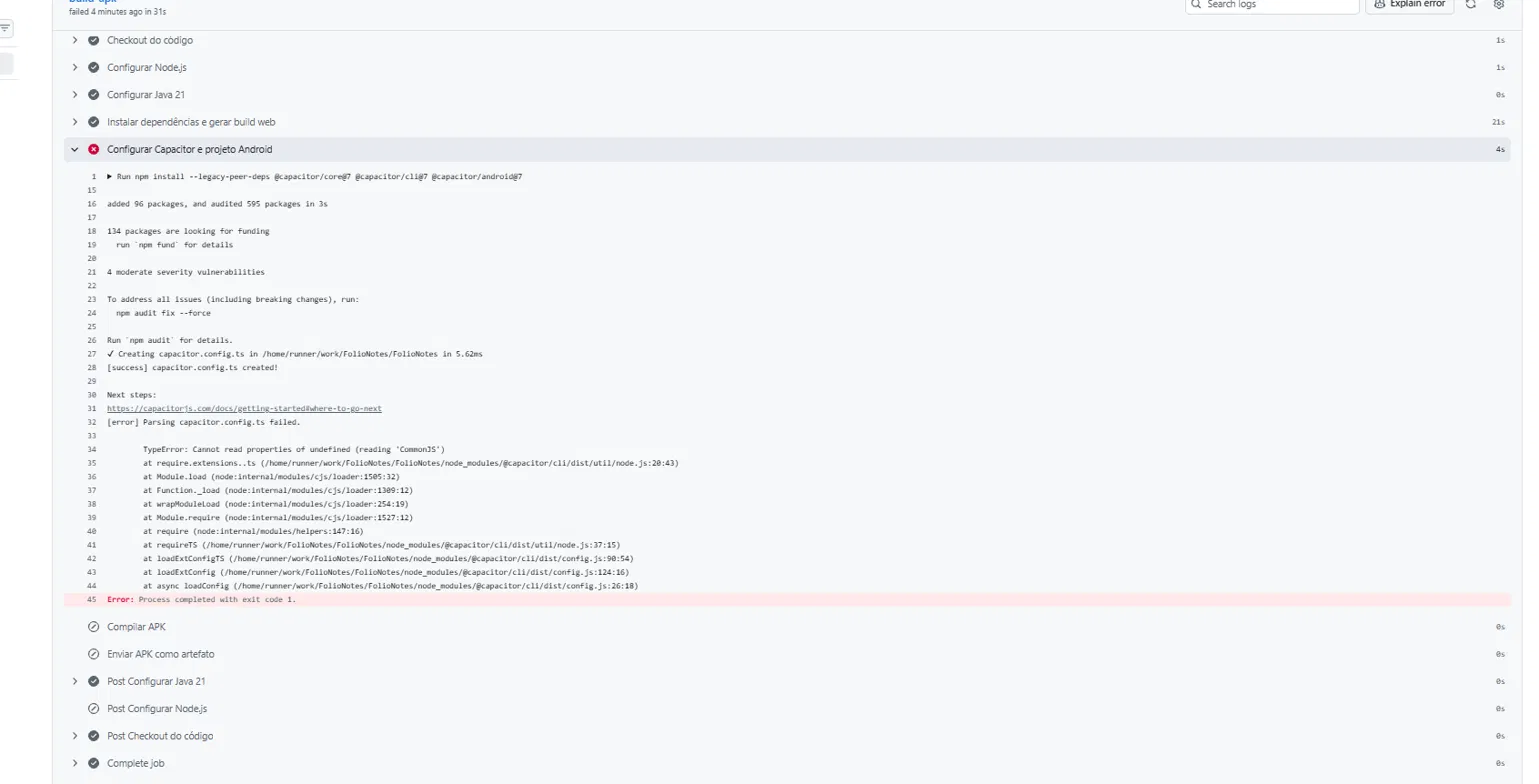 build-apk
failed 4 minutes ago in 31s
Search logs
Explain error
Checkout do código 1s
Configurar Node.js 1s
Configurar Java 21 0s
Instalar dependências e gerar build web 21s
Configurar Capacitor e projeto Android 4s
1 Run npm install --legacy-peer-deps @capacitor/core@7 @capacitor/cli@7 @capacitor/android@7
15
16 added 96 packages, and audited 595 packages in 3s
17
18 134 packages are looking for funding
19 run `npm fund` for details
20
21 4 moderate severity vulnerabilities
22
23 To address all issues (including breaking changes), run:
24 npm audit fix --force
25
26 Run `npm audit` for details.
27 ✓ Creating capacitor.config.ts in /home/runner/work/FolioNotes/FolioNotes in 5.62ms
28 [success] capacitor.config.ts created!
29
30 Next steps:
31 https://capacitorjs.com/docs/getting-started#where-to-go-next
32 [error] Parsing capacitor.config.ts failed.
33
34 TypeError: Cannot read properties of undefined (reading 'CommonJS')
35 at require.extensions..ts (/home/runner/work/FolioNotes/FolioNotes/node_modules/@capacitor/cli/dist/util/node.js:20:43)
36 at Module.load (node:internal/modules/cjs/loader:1505:32)
37 at Function._load (node:internal/modules/cjs/loader:1309:12)
38 at wrapModuleLoad (node:internal/modules/cjs/loader:254:19)
39 at Module.require (node:internal/modules/cjs/loader:1527:12)
40 at require (node:internal/modules/helpers:147:16)
41 at requireTS (/home/runner/work/FolioNotes/FolioNotes/node_modules/@capacitor/cli/dist/util/node.js:37:15)
42 at loadExtConfigTS (/home/runner/work/FolioNotes/FolioNotes/node_modules/@capacitor/cli/dist/config.js:90:54)
43 at loadExtConfig (/home/runner/work/FolioNotes/FolioNotes/node_modules/@capacitor/cli/dist/config.js:124:16)
44 at async loadConfig (/home/runner/work/FolioNotes/FolioNotes/node_modules/@capacitor/cli/dist/config.js:26:18)
45 Error: Process completed with exit code 1.
Compilar APK 0s
Enviar APK como artefato 0s
Post Configurar Java 21 0s
Post Configurar Node.js 0s
Post Checkout do código 0s
Complete job 0s